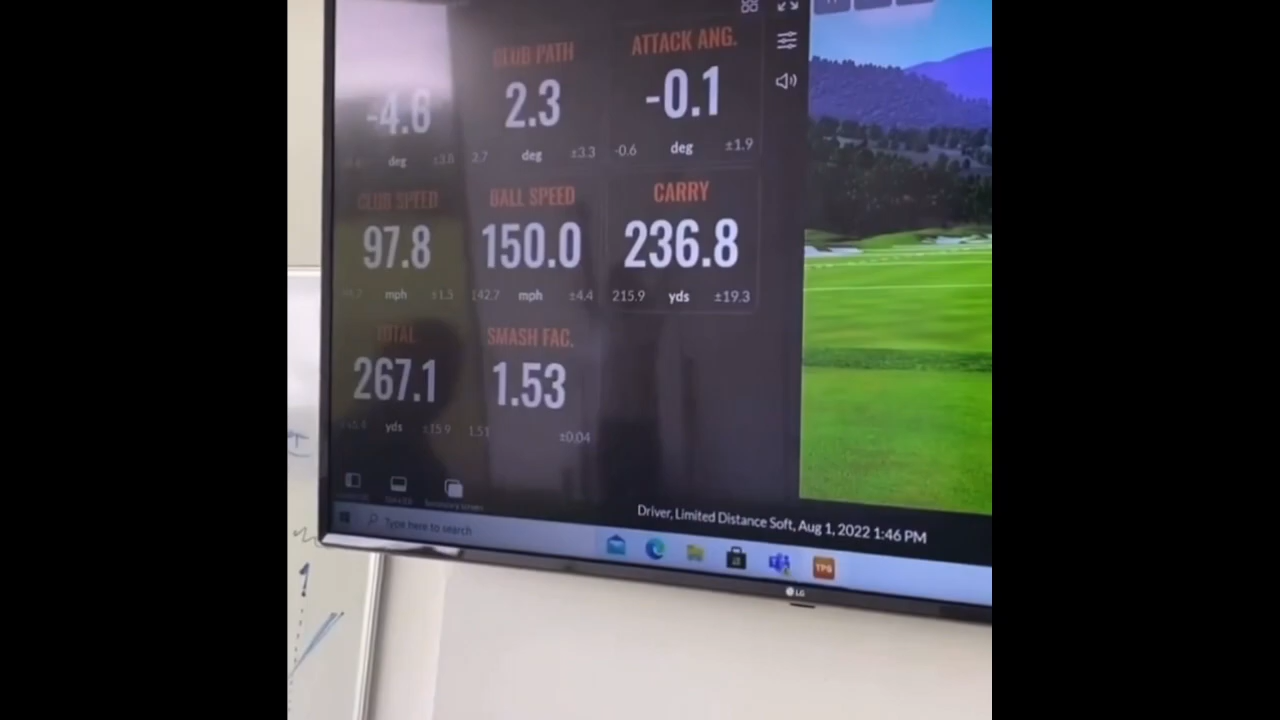 CLUB PATH
ATTACK ANG.
-4.6
2.3
-0.1
deg
2.7 deg ±3.3
-0.6 deg ±1.9
CLUB SPEED
BALL SPEED
CARRY
97.8
150.0
236.8
mph ±1.5
142.7 mph ±4.4
215.9 yds ±19.3
TOTAL
SMASH FAC.
267.1
1.53
yds ±15.9
1.51 ±0.04
Driver, Limited Distance Soft, Aug 1, 2022 1:46 PM
Type here to search
TPS
LG
1